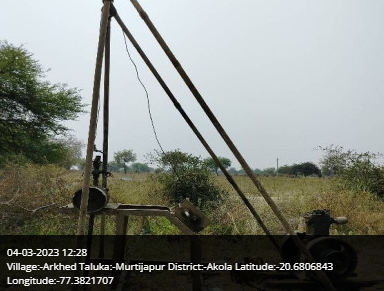 04-03-2023 12:28
Village:-Arkhed Taluka:-Murtijapur District:-Akola Latitude:-20.6806843
Longitude:-77.3821707